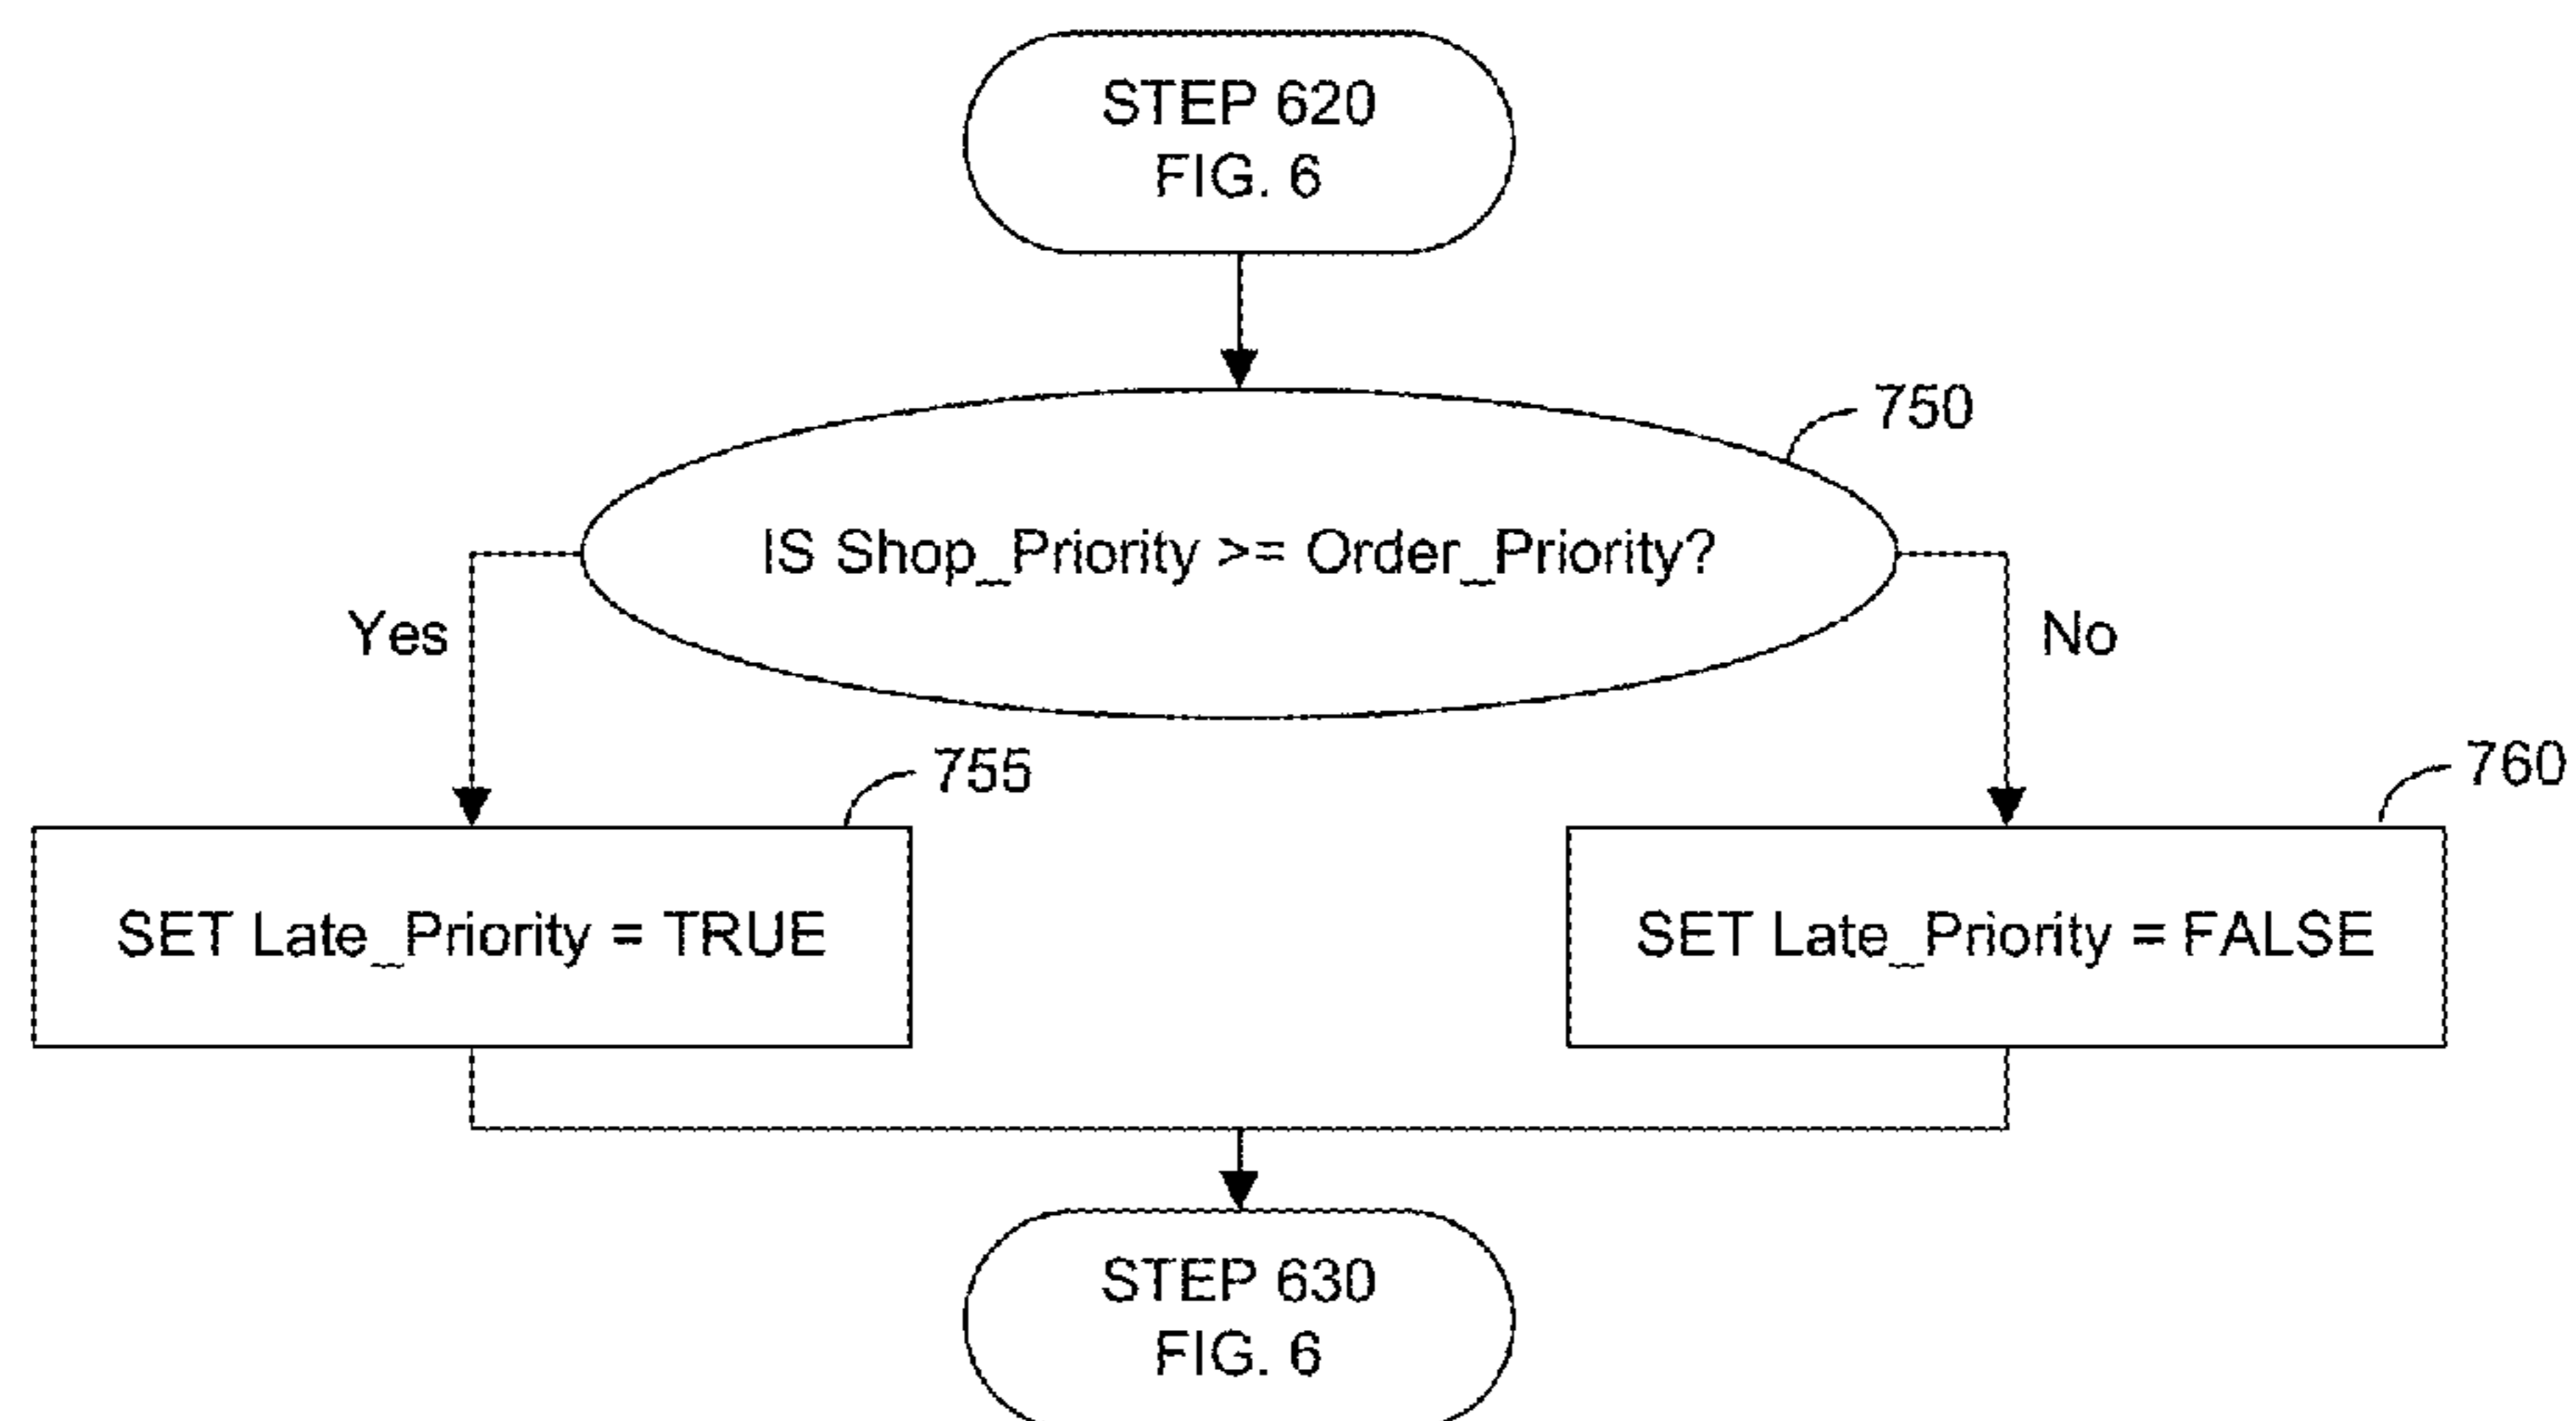 STEP 620
FIG. 6
750
IS Shop_Priority >= Order_Priority?
Yes
No
755
760
SET Late_Priority = TRUE
SET Late_Priority = FALSE
STEP 630
FIG. 6